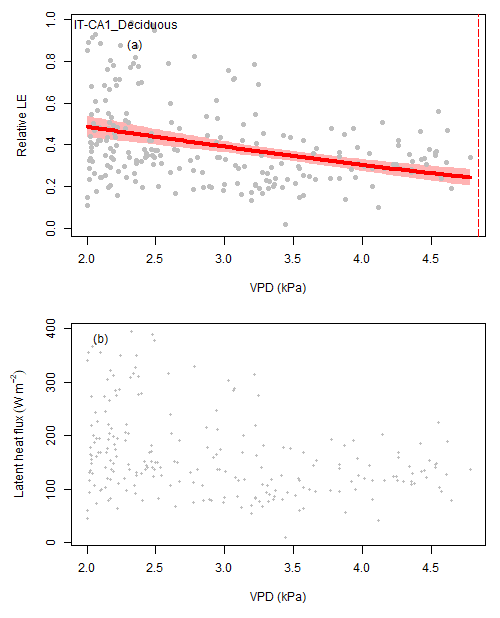 IT-CA1_Deciduous
(a)
1.0
0.8
0.6
0.4
0.2
0.0
Relative LE
2.0 2.5 3.0 3.5 4.0 4.5
VPD (kPa)
(b)
400
300
200
100
0
Latent heat flux (W m⁻²)
2.0 2.5 3.0 3.5 4.0 4.5
VPD (kPa)